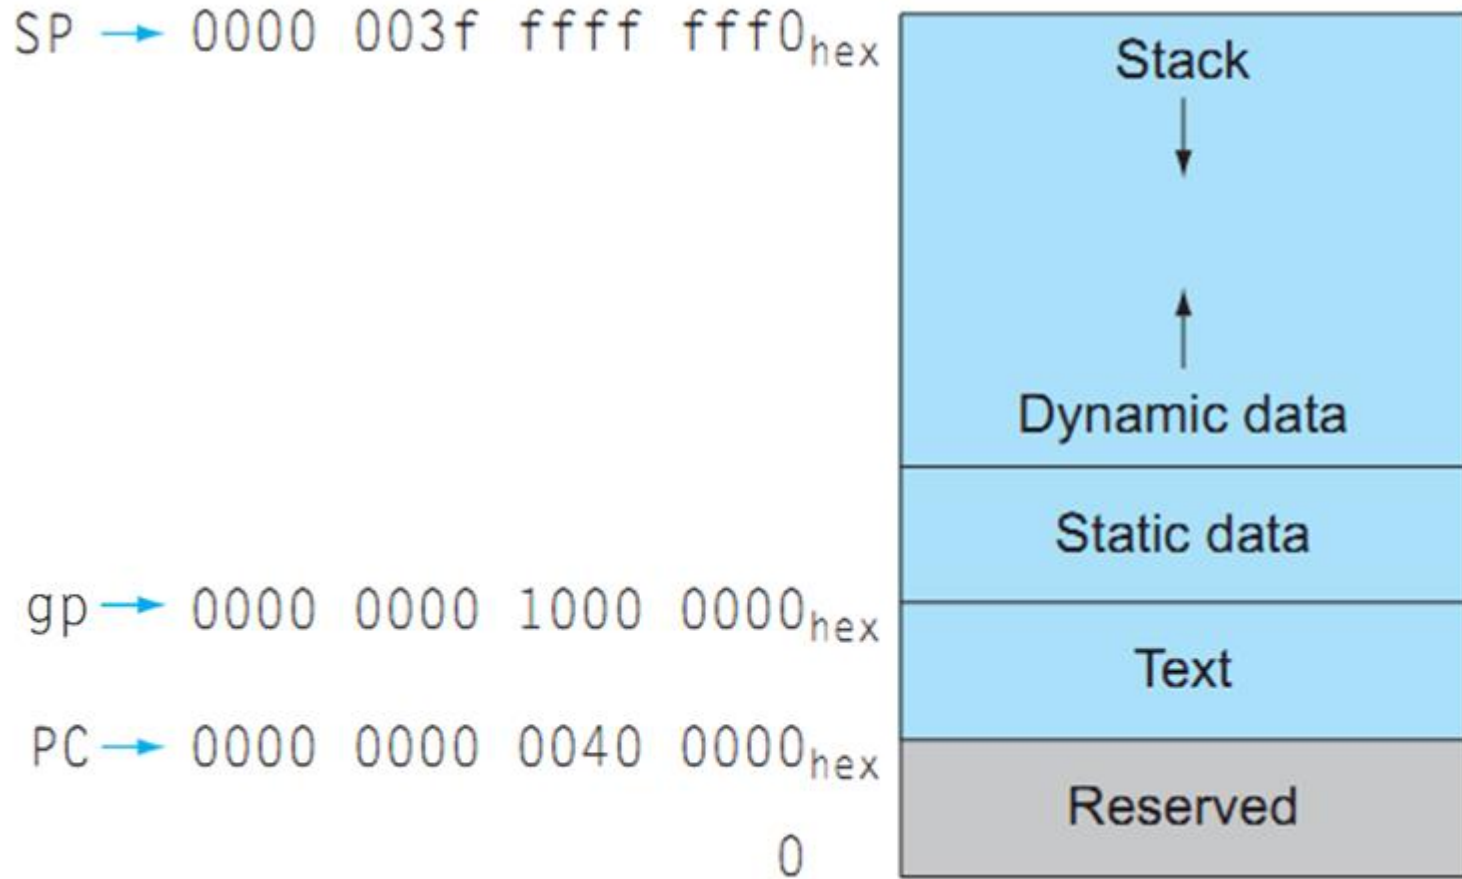 SP → 0000 003f ffff fff0hex
Stack
Dynamic data
Static data
gp → 0000 0000 1000 0000hex
Text
PC → 0000 0000 0040 0000hex
Reserved
0